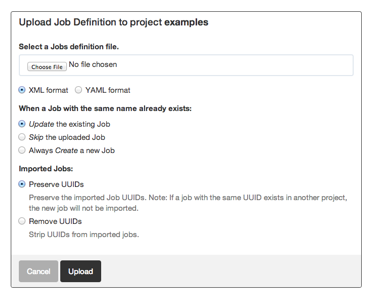 Upload Job Definition to project examples
Select a Jobs definition file.
Choose File No file chosen
XML format YAML format
When a Job with the same name already exists:
Update the existing Job
Skip the uploaded Job
Always Create a new Job
Imported Jobs:
Preserve UUIDs
Preserve the imported Job UUIDs. Note: If a job with the same UUID exists in another project,
the new job will not be imported.
Remove UUIDs
Strip UUIDs from imported jobs.
Cancel Upload